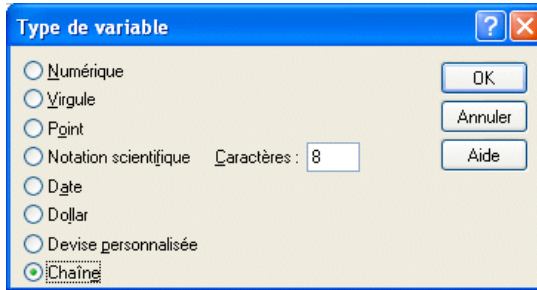 Type de variable
Numérique
Virgule
Point
Notation scientifique Caractères : 8
Date
Dollar
Devise personnalisée
Chaîne
OK
Annuler
Aide